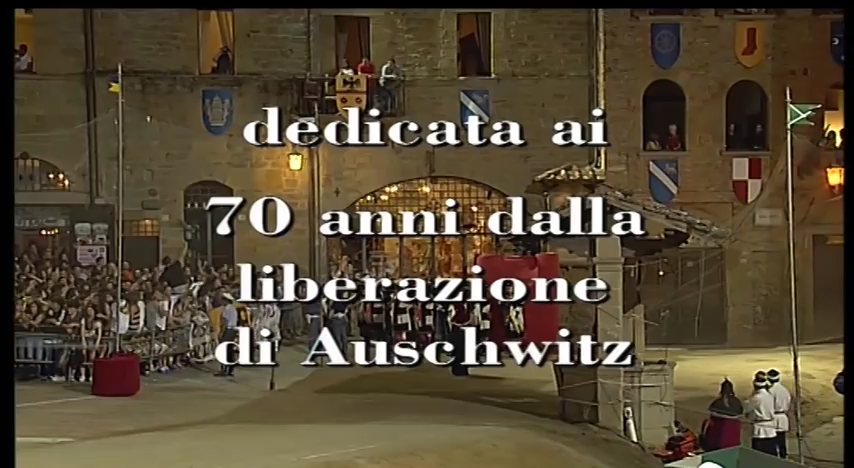 dedicata ai
70 anni dalla
liberazione
di Auschwitz